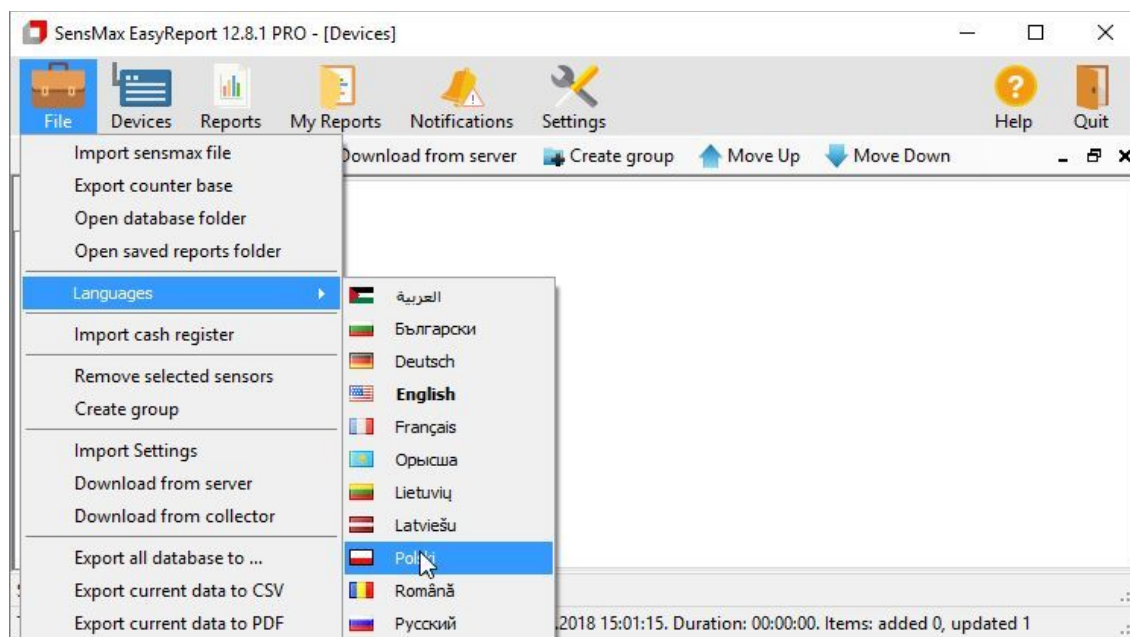 SensMax EasyReport 12.8.1 PRO - [Devices]
File Devices Reports My Reports Notifications Settings Help Quit
Download from server Create group Move Up Move Down
Import sensmax file
Export counter base
Open database folder
Open saved reports folder
Languages
Import cash register
Remove selected sensors
Create group
Import Settings
Download from server
Download from collector
Export all database to ...
Export current data to CSV
Export current data to PDF
العربية
Български
Deutsch
English
Français
Орысша
Lietuvių
Latviešu
Polski
Română
Русский
.2018 15:01:15. Duration: 00:00:00. Items: added 0, updated 1